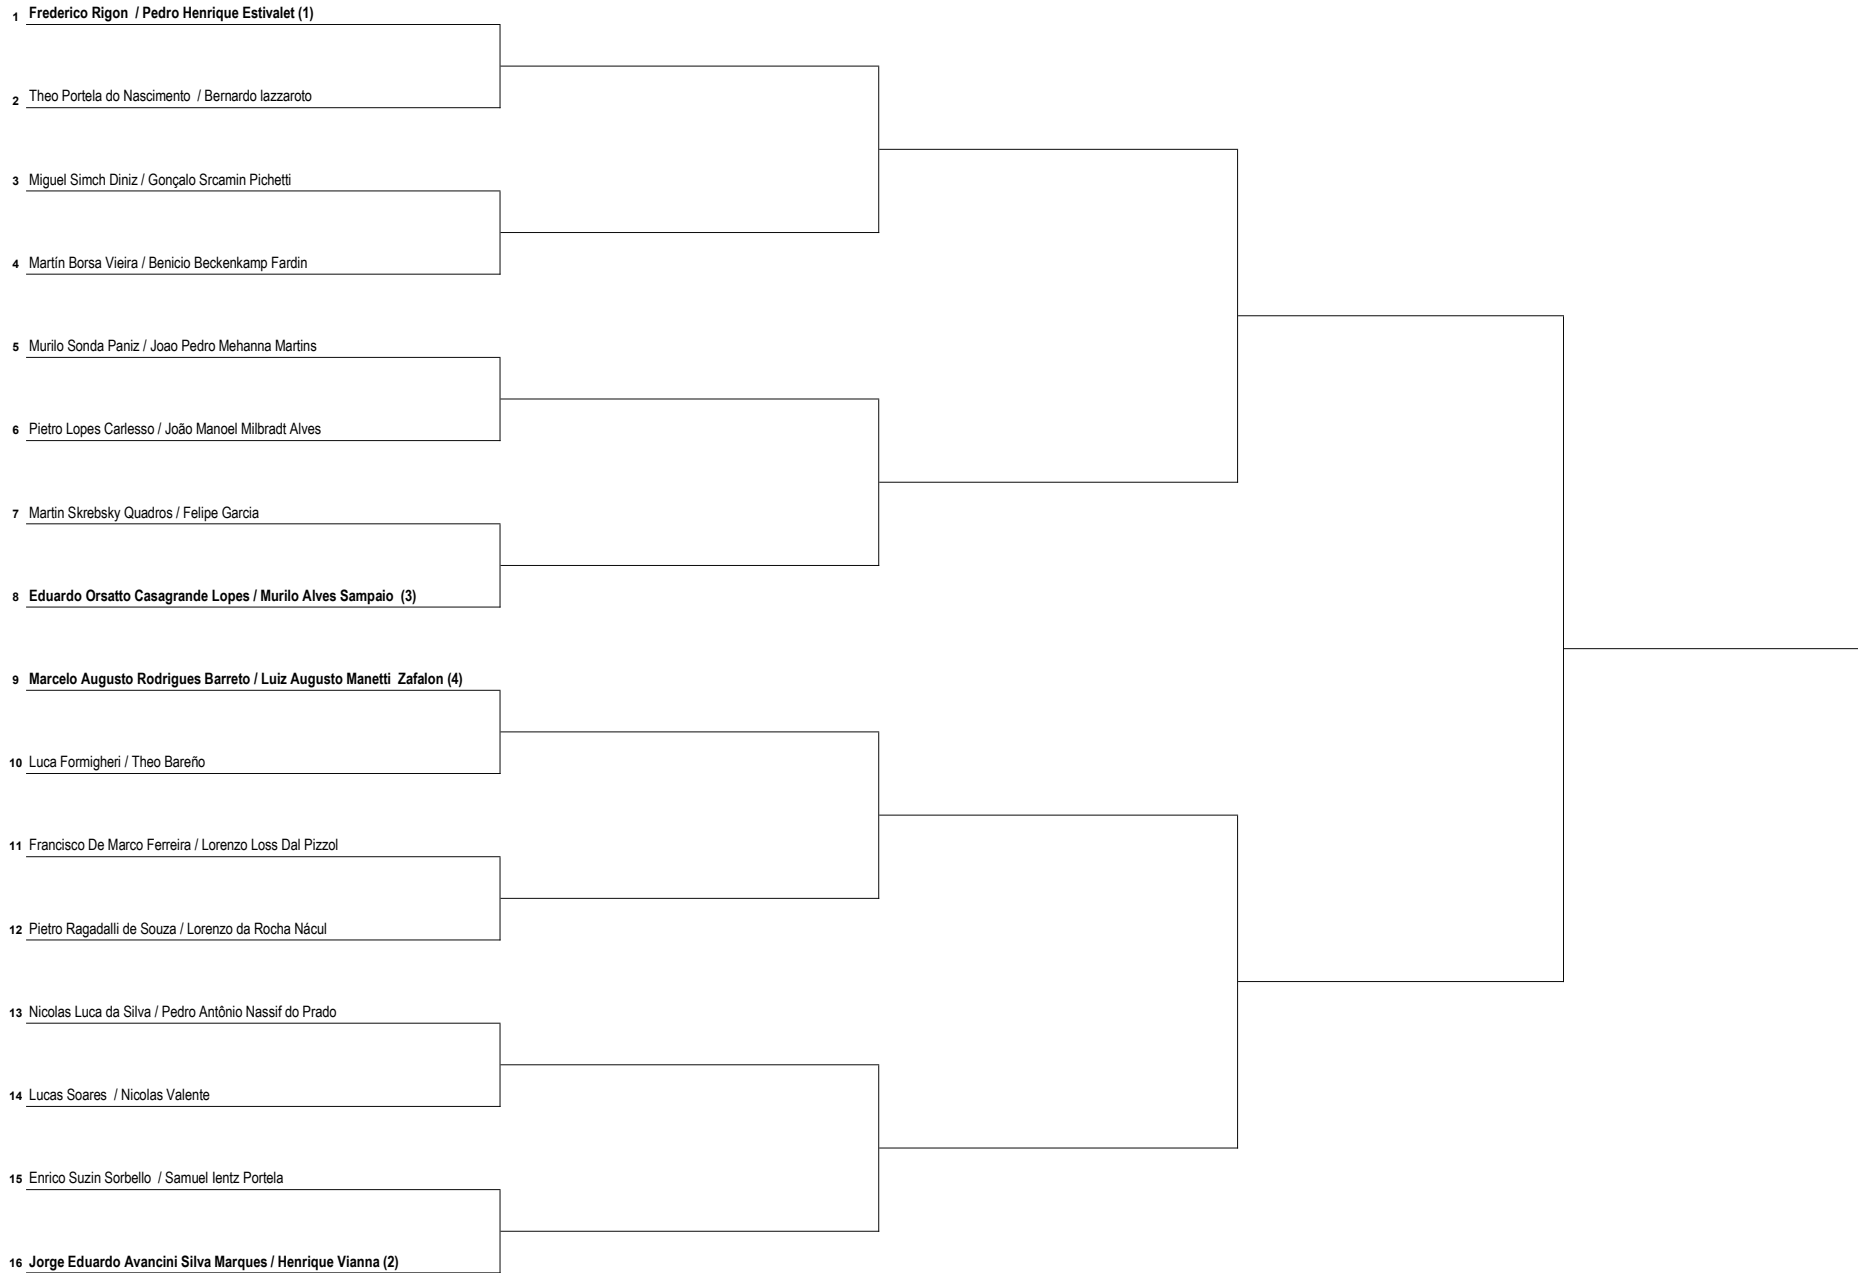 1 Frederico Rigon / Pedro Henrique Estivalet (1)
2 Theo Portela do Nascimento / Bernardo lazzaroto
3 Miguel Simch Diniz / Gonçalo Srcamin Pichetti
4 Martín Borsa Vieira / Benicio Beckenkamp Fardin
5 Murilo Sonda Paniz / Joao Pedro Mehanna Martins
6 Pietro Lopes Carlesso / João Manoel Milbradt Alves
7 Martin Skrebsky Quadros / Felipe Garcia
8 Eduardo Orsatto Casagrande Lopes / Murilo Alves Sampaio (3)
9 Marcelo Augusto Rodrigues Barreto / Luiz Augusto Manetti Zafalon (4)
10 Luca Formigheri / Theo Bareño
11 Francisco De Marco Ferreira / Lorenzo Loss Dal Pizzol
12 Pietro Ragadalli de Souza / Lorenzo da Rocha Nácul
13 Nicolas Luca da Silva / Pedro Antônio Nassif do Prado
14 Lucas Soares / Nicolas Valente
15 Enrico Suzin Sorbello / Samuel lentz Portela
16 Jorge Eduardo Avancini Silva Marques / Henrique Vianna (2)